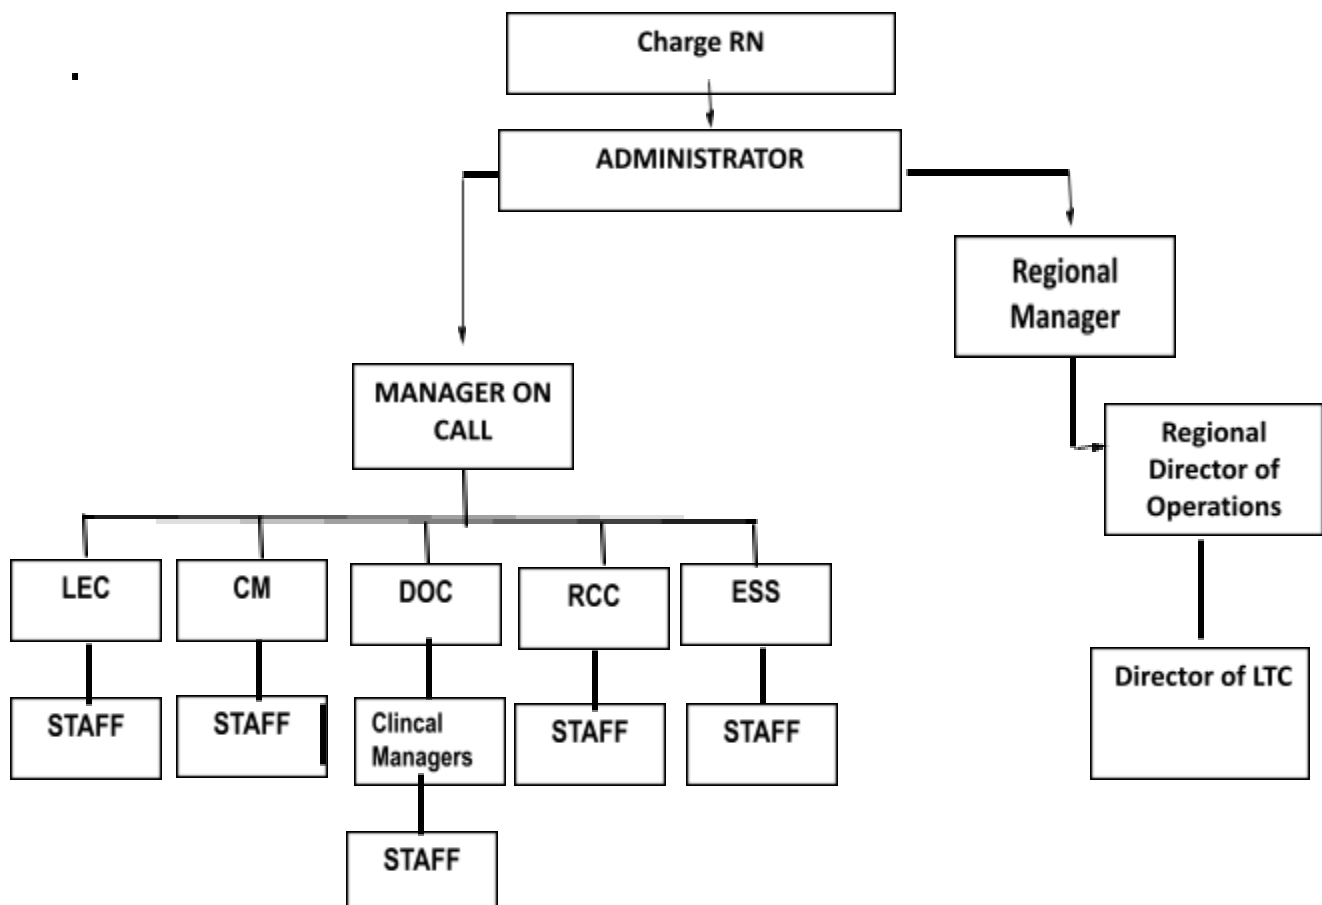 Charge RN
ADMINISTRATOR
Regional
Manager
MANAGER ON
CALL
Regional
Director of
Operations
LEC
CM
DOC
RCC
ESS
Director of LTC
STAFF
STAFF
Clincal
Managers
STAFF
STAFF
STAFF